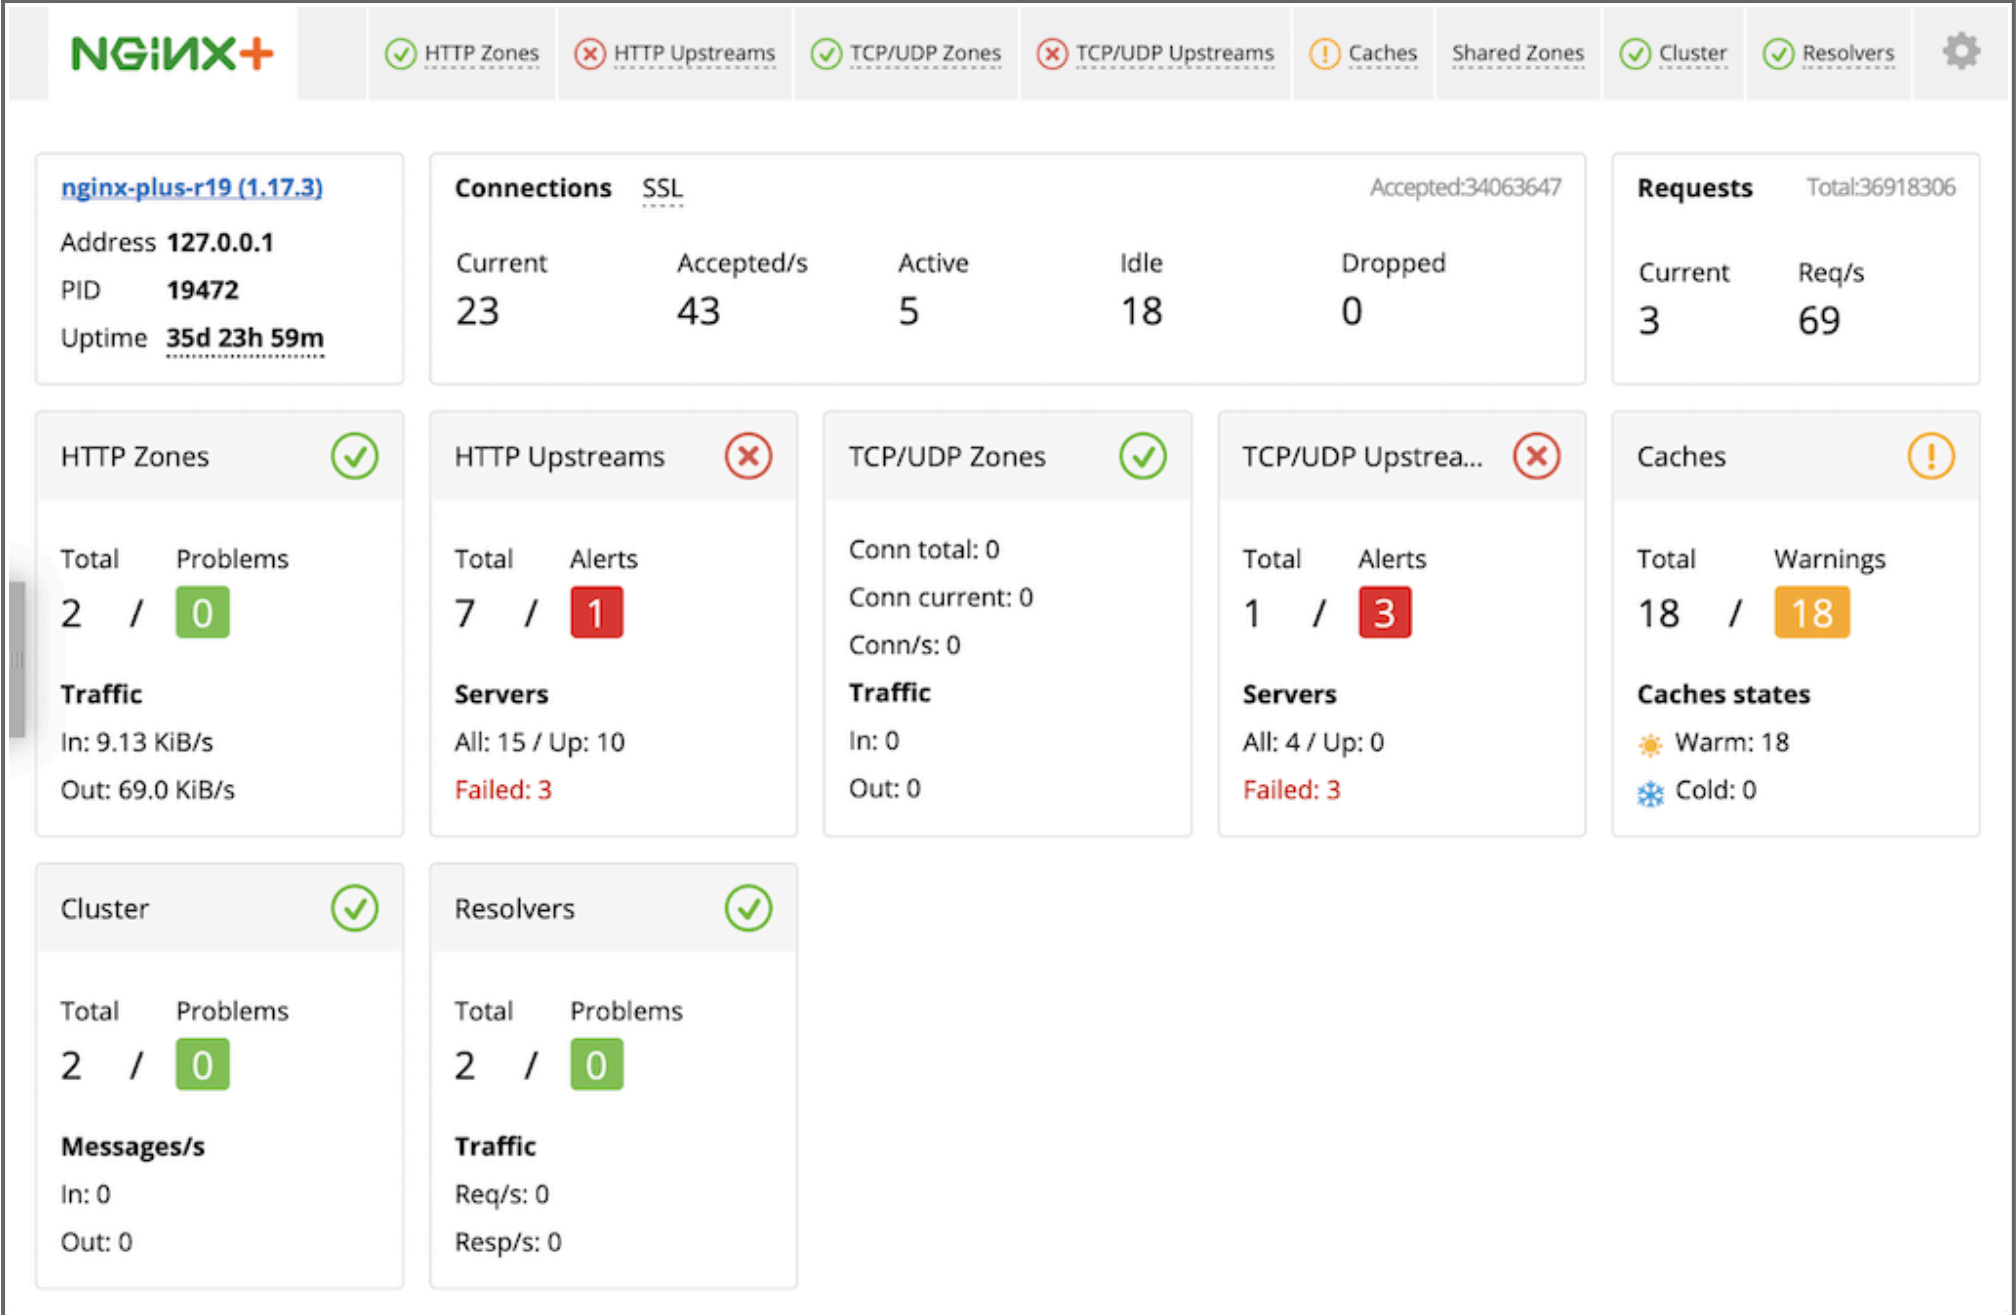 NGiNX+
HTTP Zones
HTTP Upstreams
TCP/UDP Zones
TCP/UDP Upstreams
Caches
Shared Zones
Cluster
Resolvers
nginx-plus-r19 (1.17.3)
Address 127.0.0.1
PID 19472
Uptime 35d 23h 59m
Connections SSL Accepted:34063647
Current Accepted/s Active Idle Dropped
23 43 5 18 0
Requests Total:36918306
Current Req/s
3 69
HTTP Zones
Total Problems
2 / 0
Traffic
In: 9.13 KiB/s
Out: 69.0 KiB/s
HTTP Upstreams
Total Alerts
7 / 1
Servers
All: 15 / Up: 10
Failed: 3
TCP/UDP Zones
Conn total: 0
Conn current: 0
Conn/s: 0
Traffic
In: 0
Out: 0
TCP/UDP Upstrea...
Total Alerts
1 / 3
Servers
All: 4 / Up: 0
Failed: 3
Caches
Total Warnings
18 / 18
Caches states
Warm: 18
Cold: 0
Cluster
Total Problems
2 / 0
Messages/s
In: 0
Out: 0
Resolvers
Total Problems
2 / 0
Traffic
Req/s: 0
Resp/s: 0